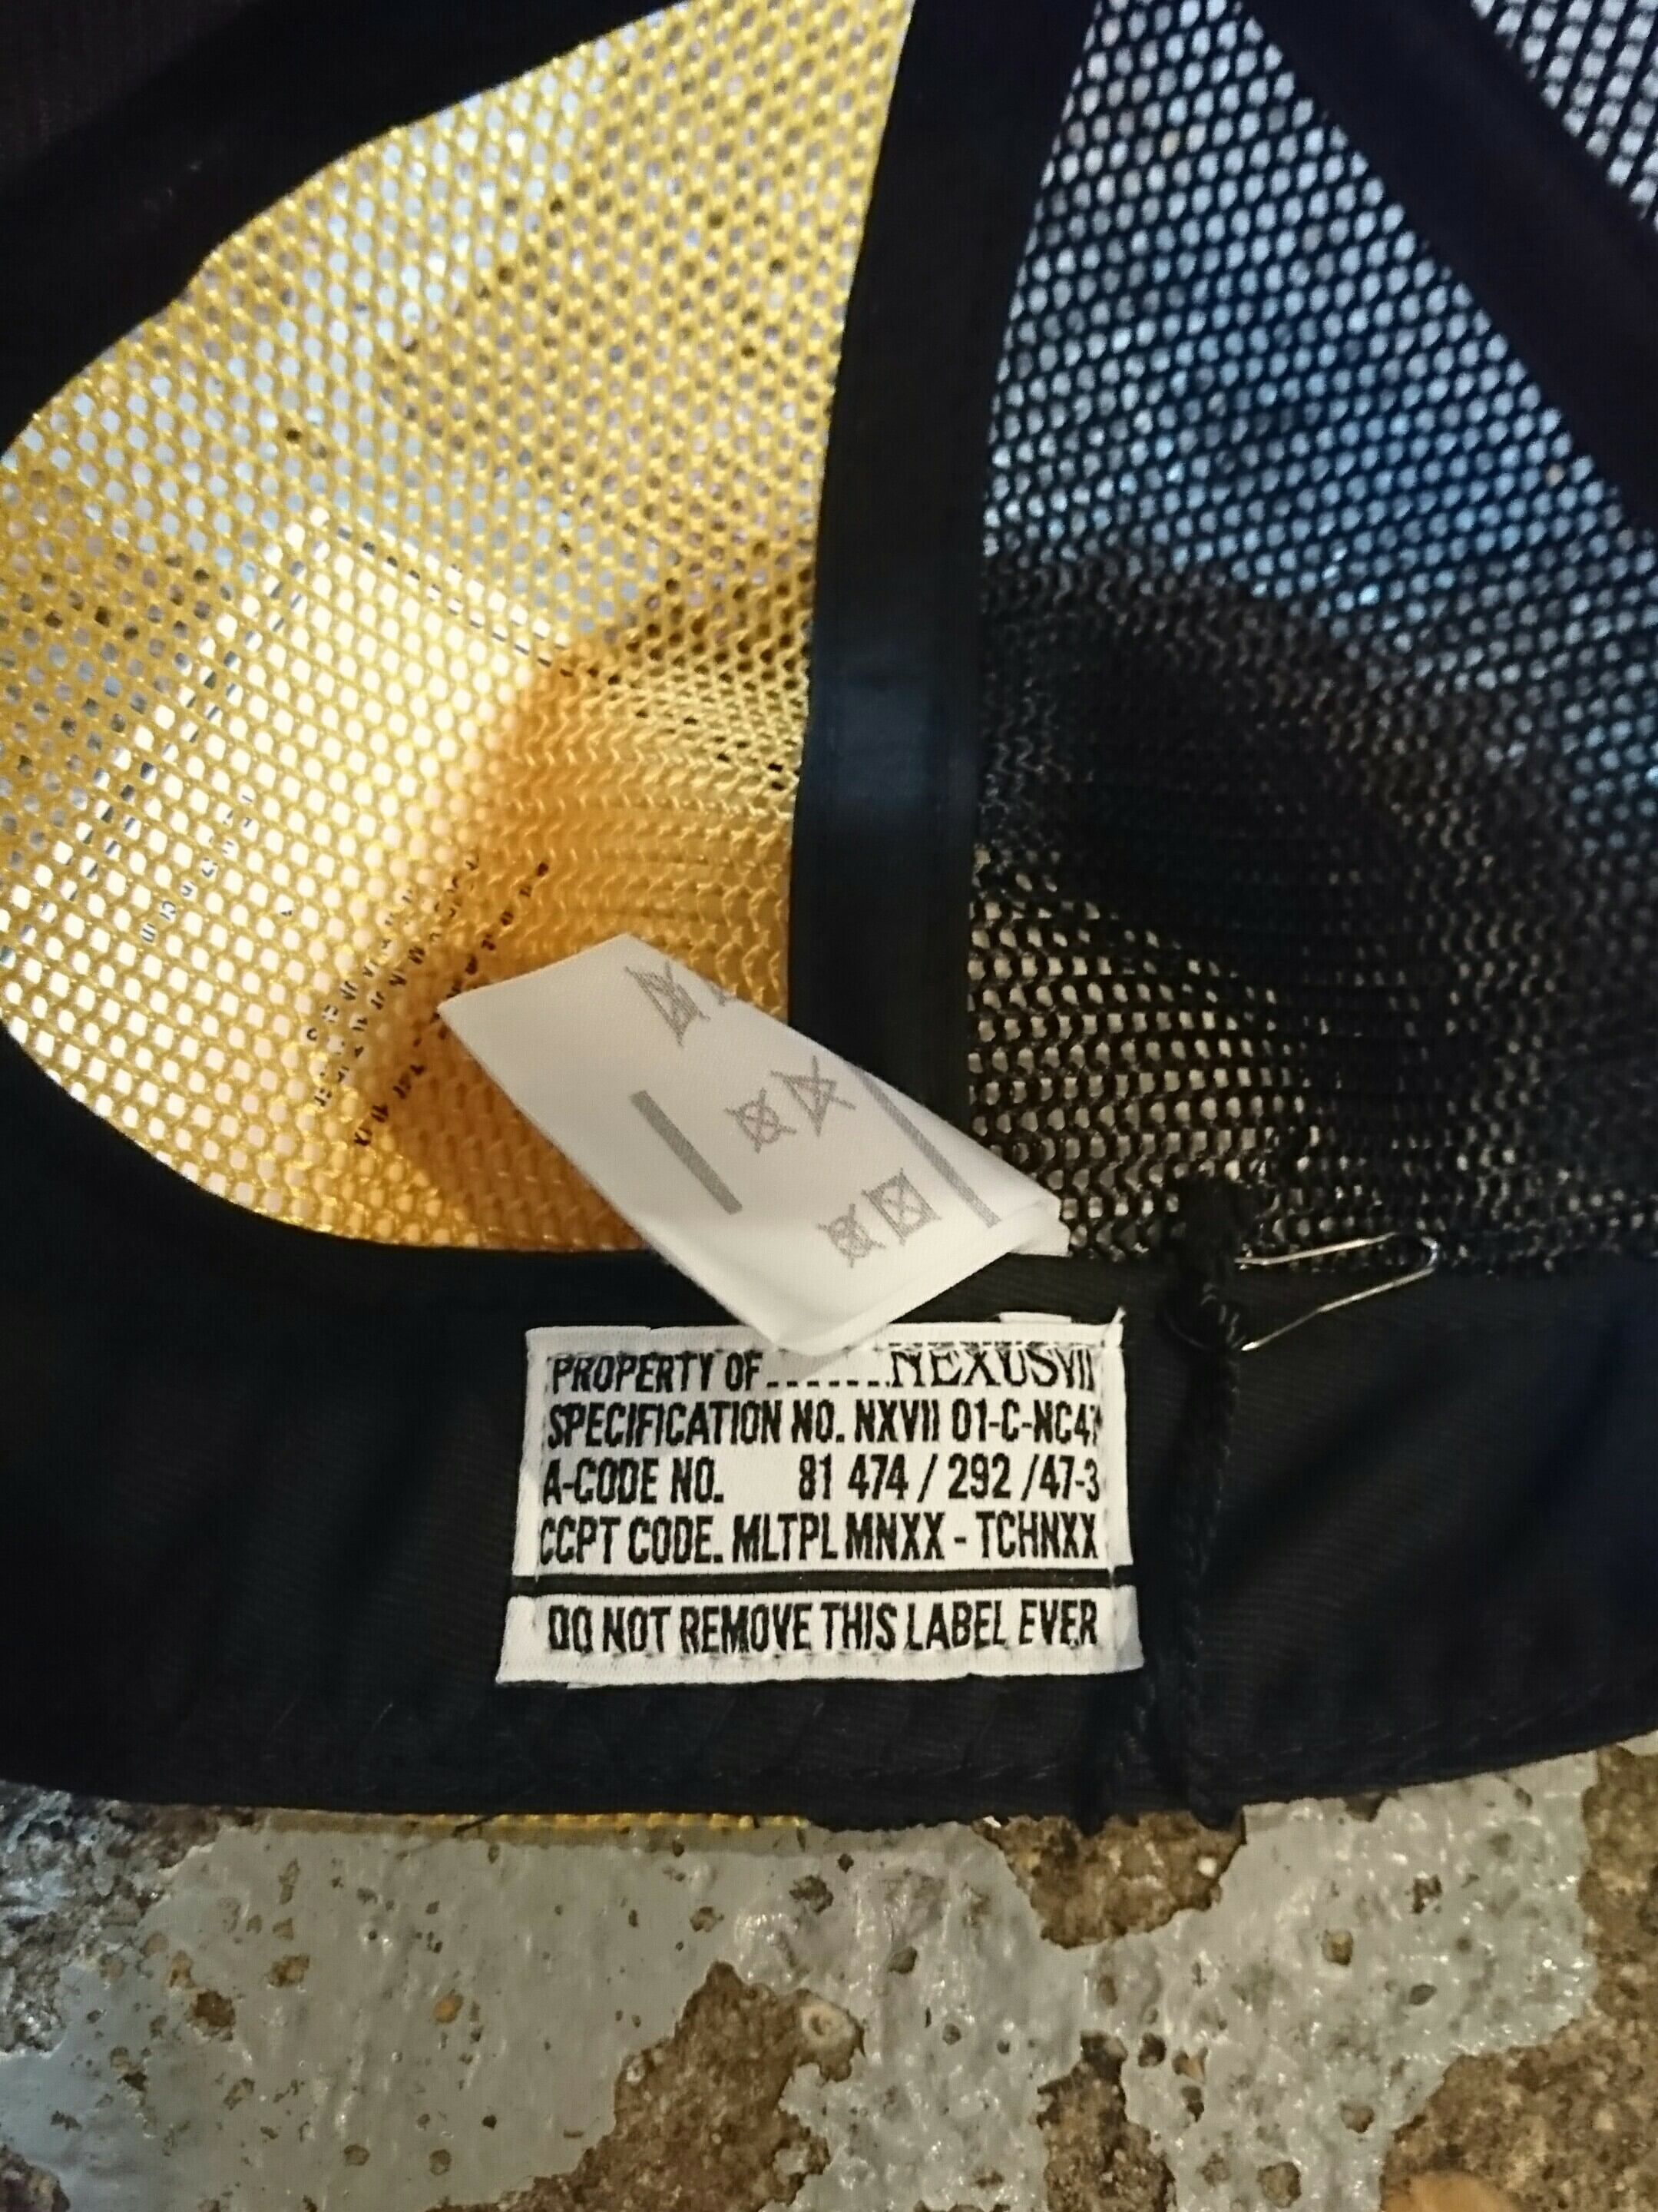 PROPERTY OF.......NEXUSVII
SPECIFICATION NO. NXVII 01-C-NC47
A-CODE NO. 81 474 / 292 /47-3
CCPT CODE. MLTPL MNXX - TCHNXX
DO NOT REMOVE THIS LABEL EVER